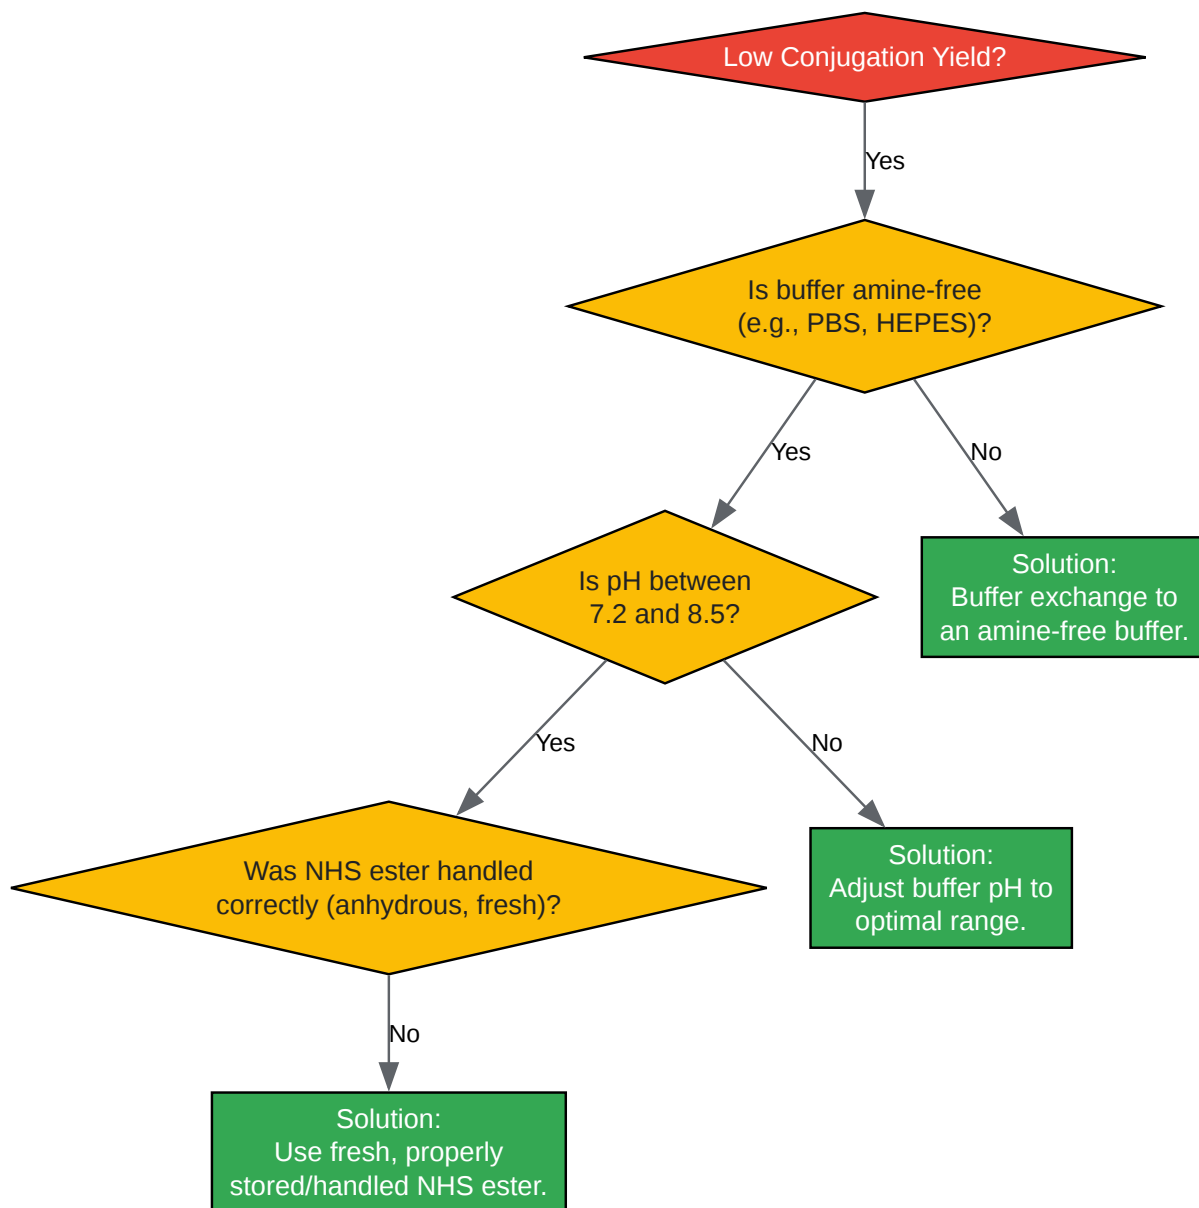 Low Conjugation Yield?
Yes
Is buffer amine-free
(e.g., PBS, HEPES)?
Yes
No
Is pH between
7.2 and 8.5?
Solution:
Buffer exchange to
an amine-free buffer.
Yes
No
Was NHS ester handled
correctly (anhydrous, fresh)?
Solution:
Adjust buffer pH to
optimal range.
No
Solution:
Use fresh, properly
stored/handled NHS ester.